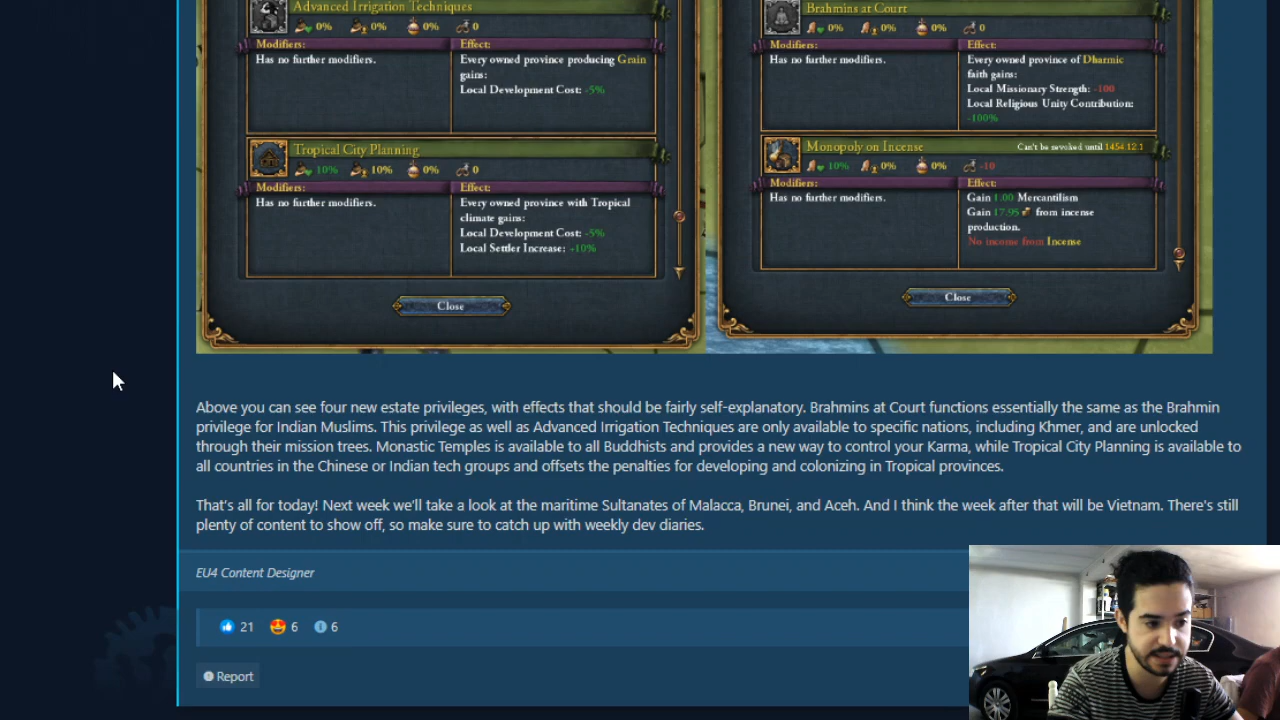 Advanced Irrigation Techniques
0% 0% 0% 0
Modifiers: Effect:
Has no further modifiers.
Every owned province producing Grain
gains:
Local Development Cost: -5%
Tropical City Planning
10% 10% 0% 0
Modifiers: Effect:
Has no further modifiers.
Every owned province with Tropical
climate gains:
Local Development Cost: -5%
Local Settler Increase: -10%
Close
Brahmins at Court
0% 0% 0% 0
Modifiers: Effect:
Has no further modifiers.
Every owned province of Dharmic
faith gains:
Local Missionary Strength: -100
Local Religious Unity Contribution:
-100%
Monopoly on Incense Can't be revoked until 1454.12.1
10% 0% 0% -10
Modifiers: Effect:
Has no further modifiers.
Gain 1.00 Mercantilism
Gain 17.95 from incense
production.
No income from Incense
Close
Above you can see four new estate privileges, with effects that should be fairly self-explanatory. Brahmins at Court functions essentially the same as the Brahmin
privilege for Indian Muslims. This privilege as well as Advanced Irrigation Techniques are only available to specific nations, including Khmer, and are unlocked
through their mission trees. Monastic Temples is available to all Buddhists and provides a new way to control your Karma, while Tropical City Planning is available to
all countries in the Chinese or Indian tech groups and offsets the penalties for developing and colonizing in Tropical provinces.
That's all for today! Next week we'll take a look at the maritime Sultanates of Malacca, Brunei, and Aceh. And I think the week after that will be Vietnam. There's still
plenty of content to show off, so make sure to catch up with weekly dev diaries.
EU4 Content Designer
21 6 6
Report